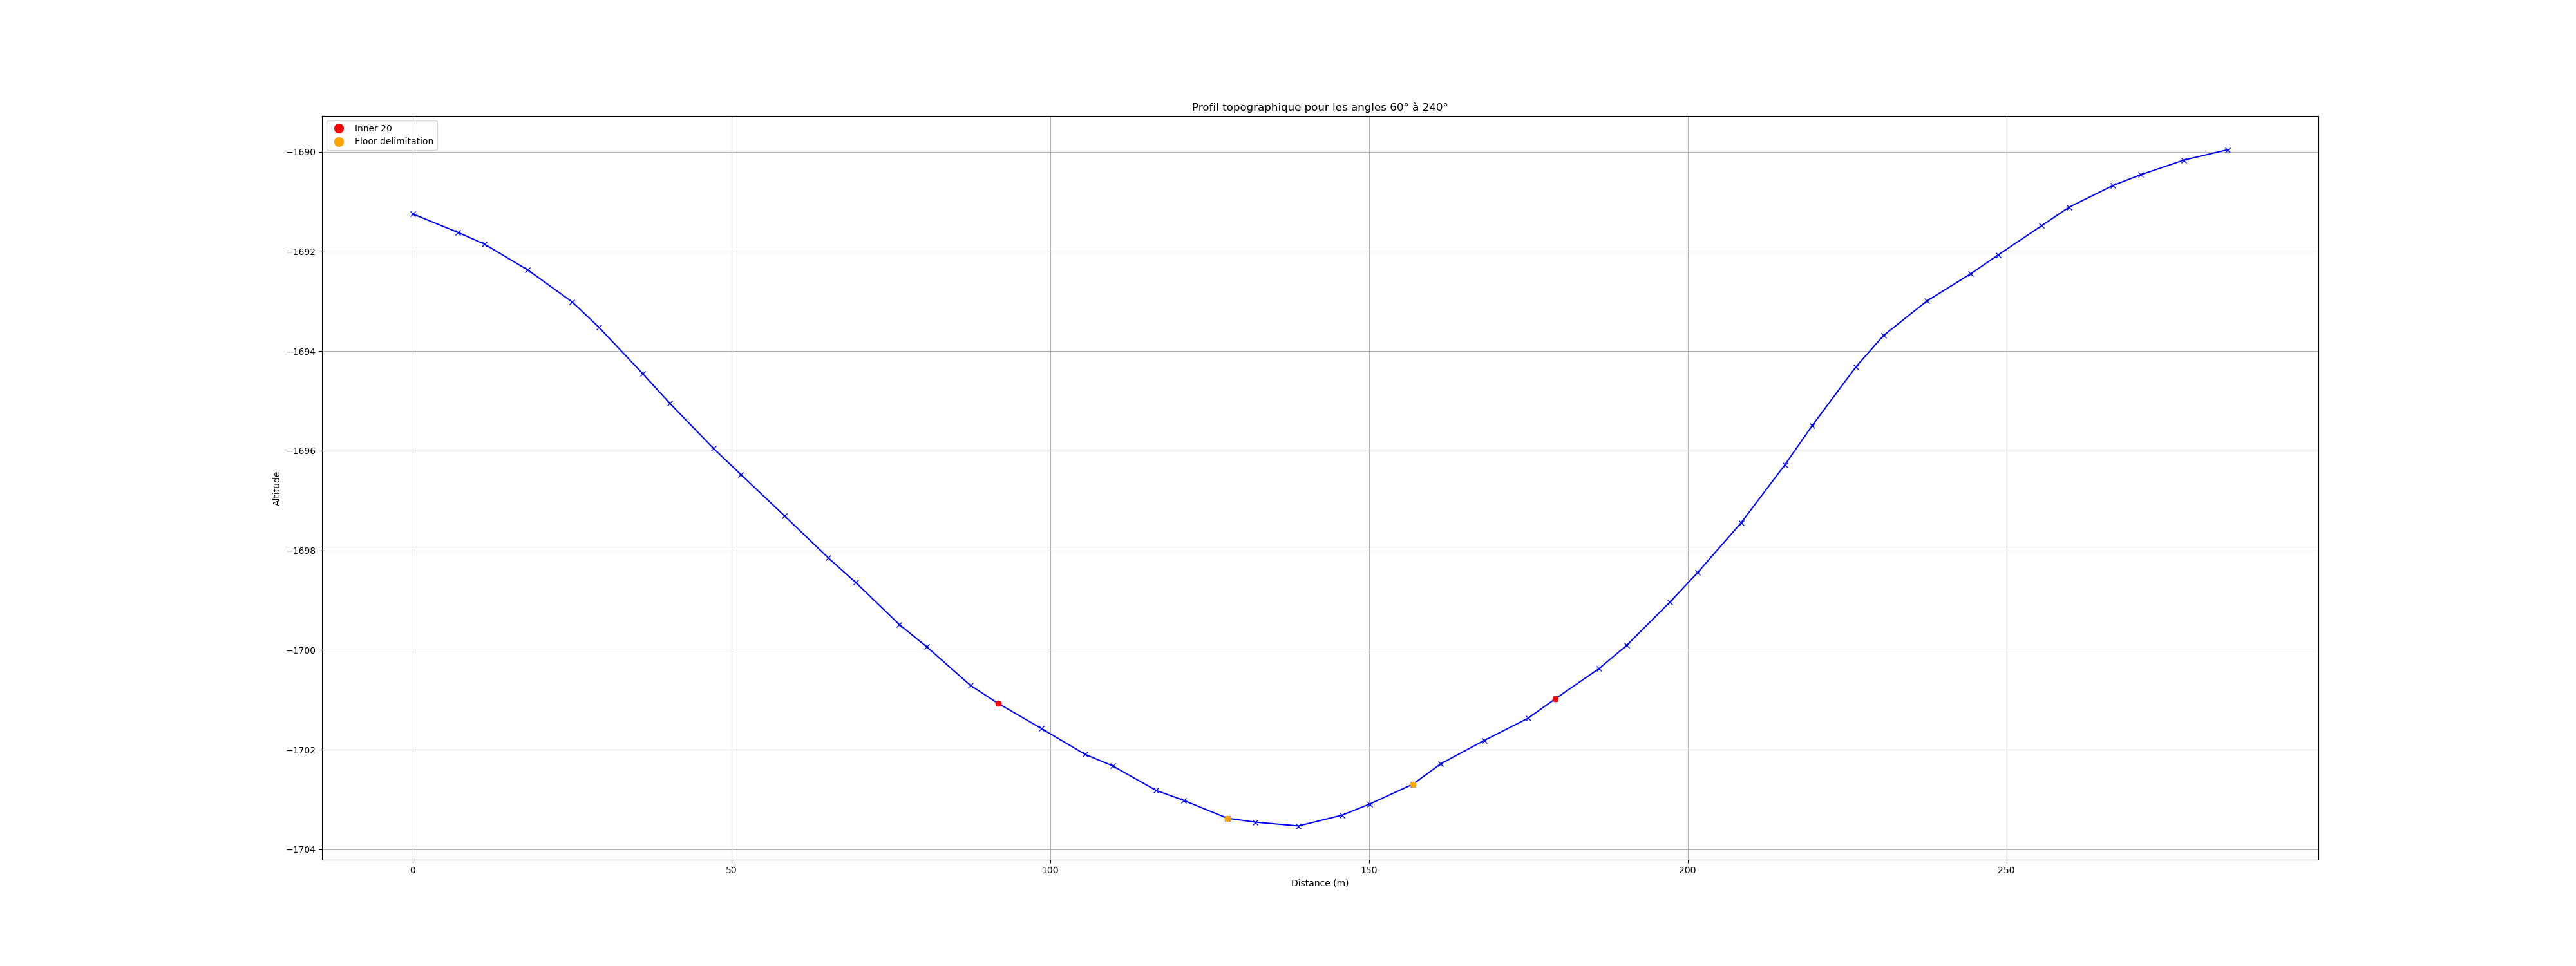 Profil topographique pour les angles 60° à 240°
Inner 20
Floor delimitation
−1690
−1692
−1694
−1696
−1698
−1700
−1702
−1704
Altitude
0
50
100
150
200
250
Distance (m)